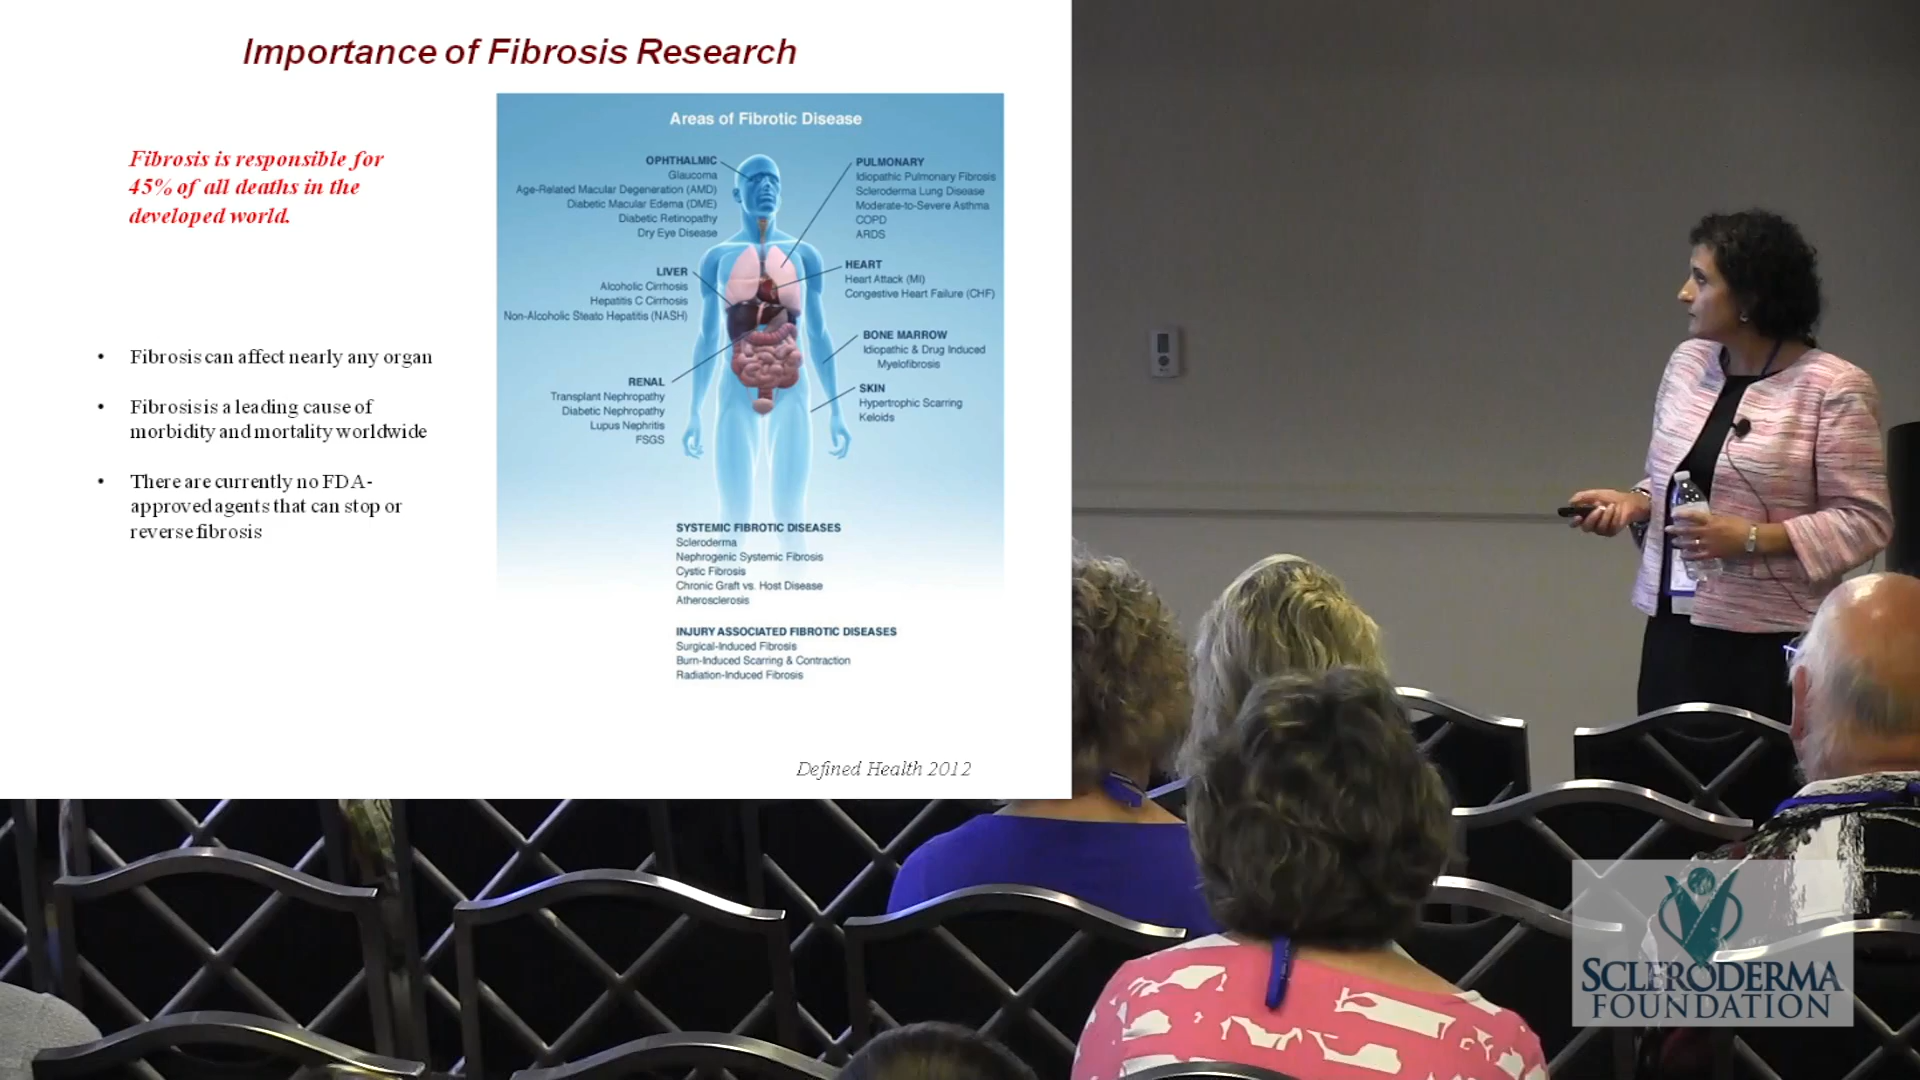 Importance of Fibrosis Research
Fibrosis is responsible for
45% of all deaths in the
developed world.
• Fibrosis can affect nearly any organ
• Fibrosis is a leading cause of
morbidity and mortality worldwide
• There are currently no FDA-
approved agents that can stop or
reverse fibrosis
Areas of Fibrotic Disease
OPHTHALMIC
Glaucoma
Age-Related Macular Degeneration (AMD)
Diabetic Macular Edema (DME)
Diabetic Retinopathy
Dry Eye Disease
LIVER
Alcoholic Cirrhosis
Hepatitis C Cirrhosis
Non-Alcoholic Steato Hepatitis (NASH)
RENAL
Transplant Nephropathy
Diabetic Nephropathy
Lupus Nephritis
FSGS
PULMONARY
Idiopathic Pulmonary Fibrosis
Scleroderma Lung Disease
Moderate-to-Severe Asthma
COPD
ARDS
HEART
Heart Attack (MI)
Congestive Heart Failure (CHF)
BONE MARROW
Idiopathic & Drug Induced
Myelofibrosis
SKIN
Hypertrophic Scarring
Keloids
SYSTEMIC FIBROTIC DISEASES
Scleroderma
Nephrogenic Systemic Fibrosis
Cystic Fibrosis
Chronic Graft vs. Host Disease
Atherosclerosis
INJURY ASSOCIATED FIBROTIC DISEASES
Surgical-Induced Fibrosis
Burn-Induced Scarring & Contraction
Radiation-Induced Fibrosis
Defined Health 2012
SCLERODERMA
FOUNDATION